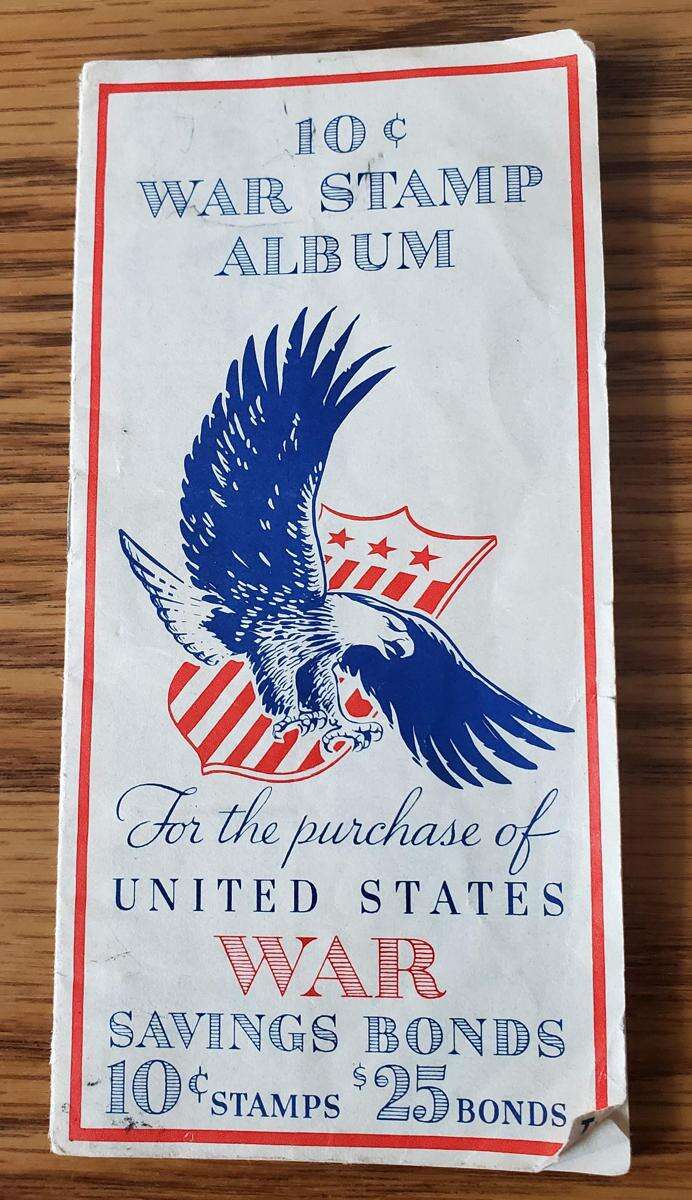 10 ¢
WAR STAMP
ALBUM
For the purchase of
UNITED STATES
WAR
SAVINGS BONDS
10¢ STAMPS $25 BONDS